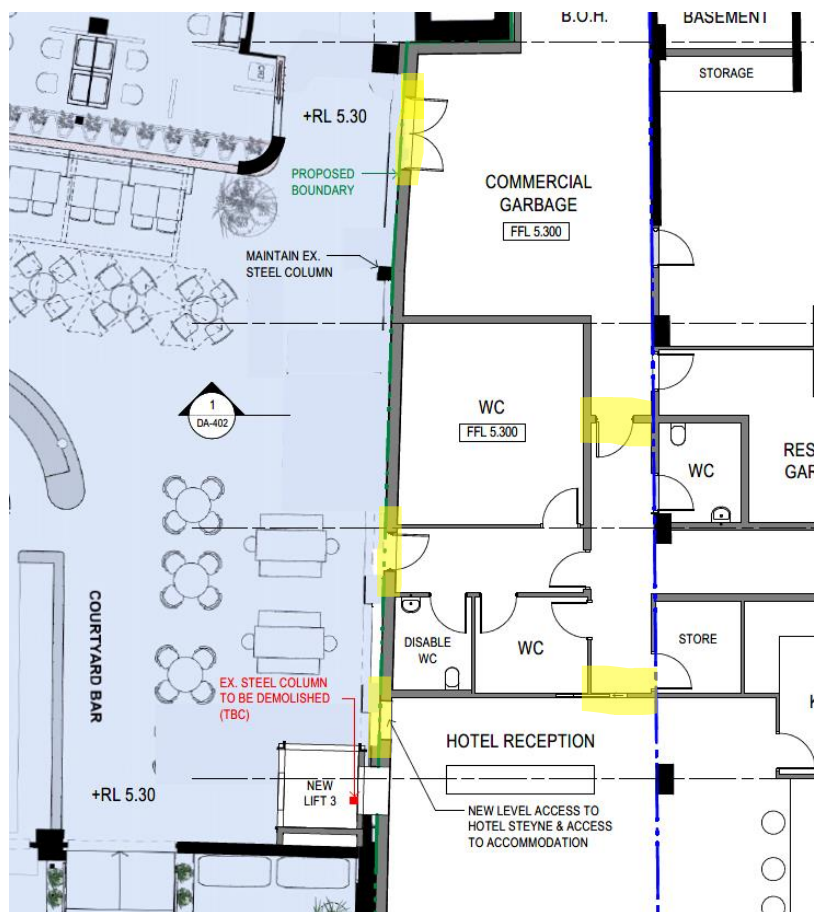 B.O.H.
BASEMENT
STORAGE
+RL 5.30
PROPOSED
BOUNDARY
COMMERCIAL
GARBAGE
FFL 5.300
MAINTAIN EX.
STEEL COLUMN
1
DA-402
WC
FFL 5.300
WC
RES
GAR
COURTYARD BAR
DISABLE
WC
WC
STORE
EX. STEEL COLUMN
TO BE DEMOLISHED
(TBC)
HOTEL RECEPTION
K
NEW
LIFT 3
+RL 5.30
NEW LEVEL ACCESS TO
HOTEL STEYNE & ACCESS
TO ACCOMMODATION